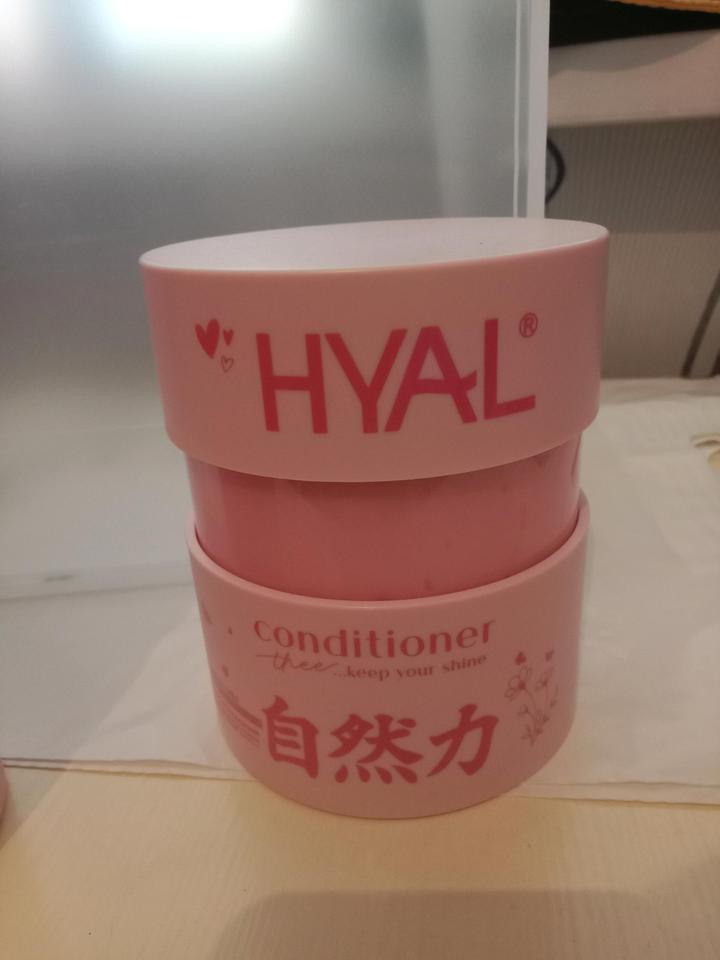 HYAL®
conditioner
thee...keep your shine
自然力